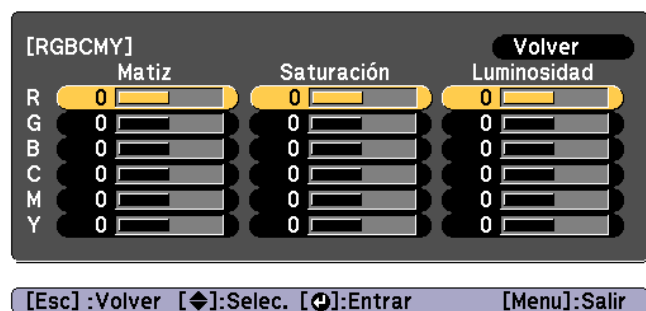 [RGBCMY] Volver
Matiz Saturación Luminosidad
R 0 0 0
G 0 0 0
B 0 0 0
C 0 0 0
M 0 0 0
Y 0 0 0
[Esc] :Volver [◆]:Selec. [↵]:Entrar [Menu]:Salir